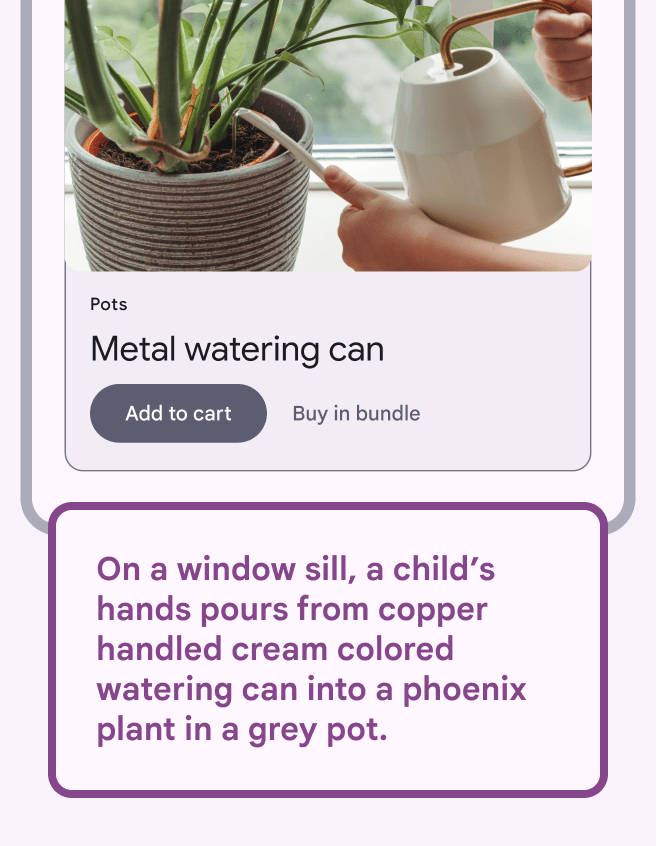 Pots
Metal watering can
Add to cart Buy in bundle
On a window sill, a child’s
hands pours from copper
handled cream colored
watering can into a phoenix
plant in a grey pot.